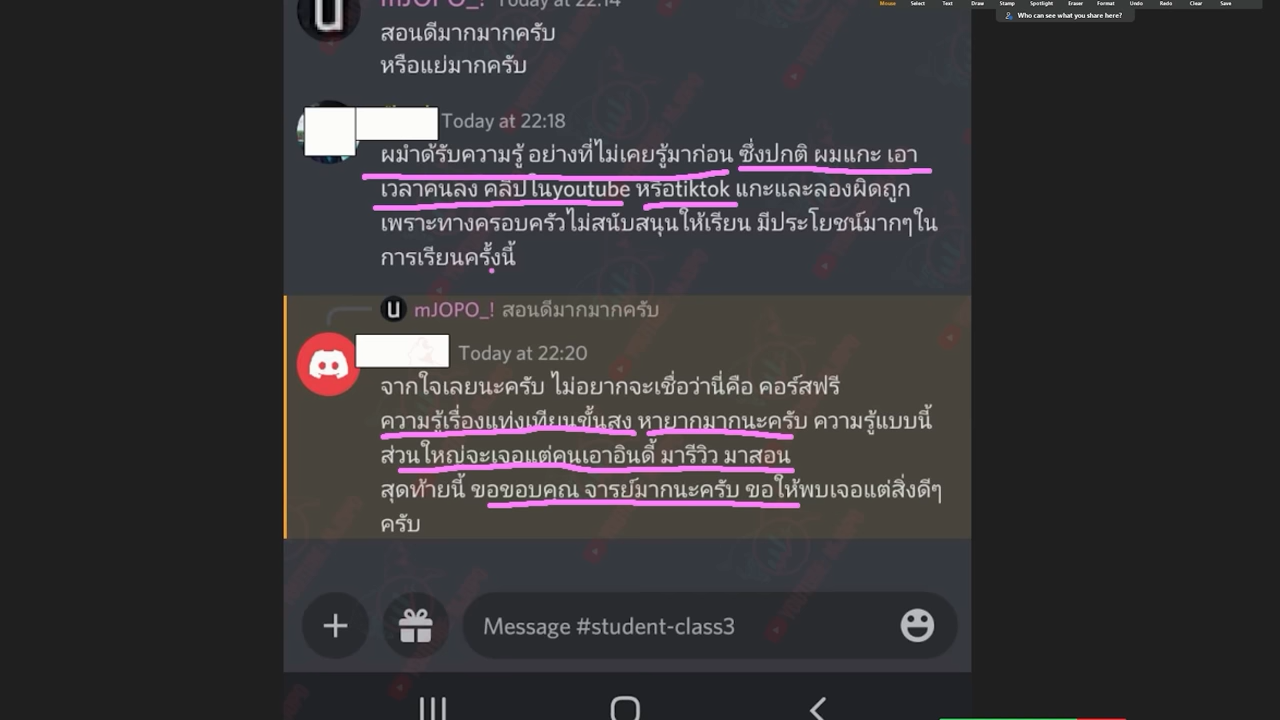 Mouse Select Text Draw Stamp Spotlight Eraser Format Undo Redo Clear Save
Who can see what you share here?
mJOPO_! Today at 22:14
สอนดีมากมากครับ
หรือแย่มากครับ
Today at 22:18
ผมำด้รับความรู้ อย่างที่ไม่เคยรู้มาก่อน ซึ่งปกติ ผมแกะ เอา
เวลาคนลง คลิปในyoutube หรือtiktok แกะและลองผิดถูก
เพราะทางครอบครัวไม่สนับสนุนให้เรียน มีประโยชน์มากๆใน
การเรียนครั้งนี้
mJOPO_! สอนดีมากมากครับ
Today at 22:20
จากใจเลยนะครับ ไม่อยากจะเชื่อว่านี่คือ คอร์สฟรี
ความรู้เรื่องแท่งเทียนขั้นสูง หายากมากนะครับ ความรู้แบบนี้
ส่วนใหญ่จะเจอแต่คนเอาอินดี้ มารีวิว มาสอน
สุดท้ายนี้ ขอขอบคุณ จารย์มากนะครับ ขอให้พบเจอแต่สิ่งดีๆ
ครับ
Message #student-class3